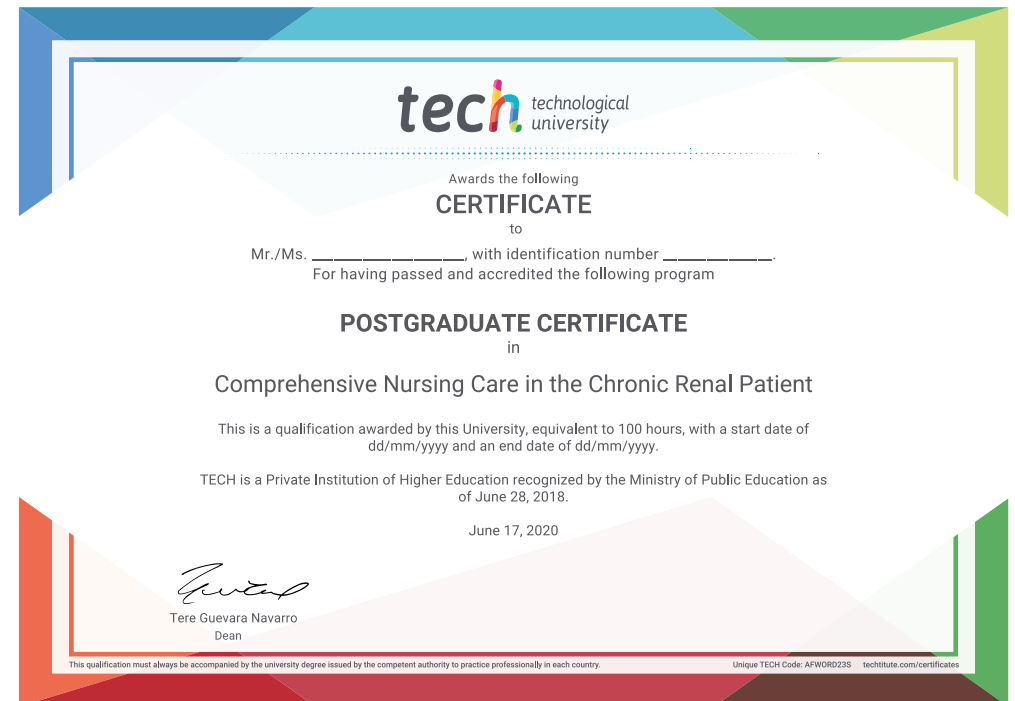 tech technological
university
Awards the following
CERTIFICATE
to
Mr./Ms. __________________, with identification number _____________.
For having passed and accredited the following program
POSTGRADUATE CERTIFICATE
in
Comprehensive Nursing Care in the Chronic Renal Patient
This is a qualification awarded by this University, equivalent to 100 hours, with a start date of
dd/mm/yyyy and an end date of dd/mm/yyyy.
TECH is a Private Institution of Higher Education recognized by the Ministry of Public Education as
of June 28, 2018.
June 17, 2020
Tere Guevara Navarro
Dean
This qualification must always be accompanied by the university degree issued by the competent authority to practice professionally in each country.
Unique TECH Code: AFWORD23S techtitute.com/certificates